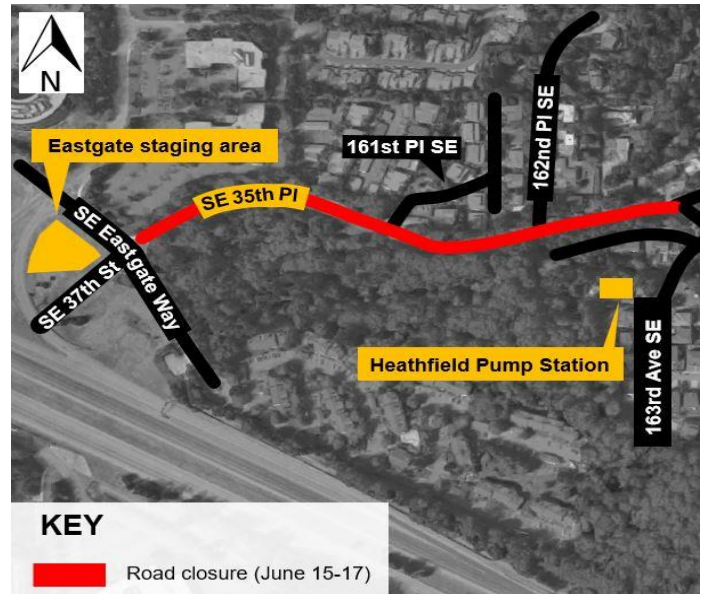 N
Eastgate staging area
161st Pl SE
162nd Pl SE
SE 35th Pl
SE Eastgate Way
SE 37th St
Heathfield Pump Station
163rd Ave SE
KEY
Road closure (June 15-17)